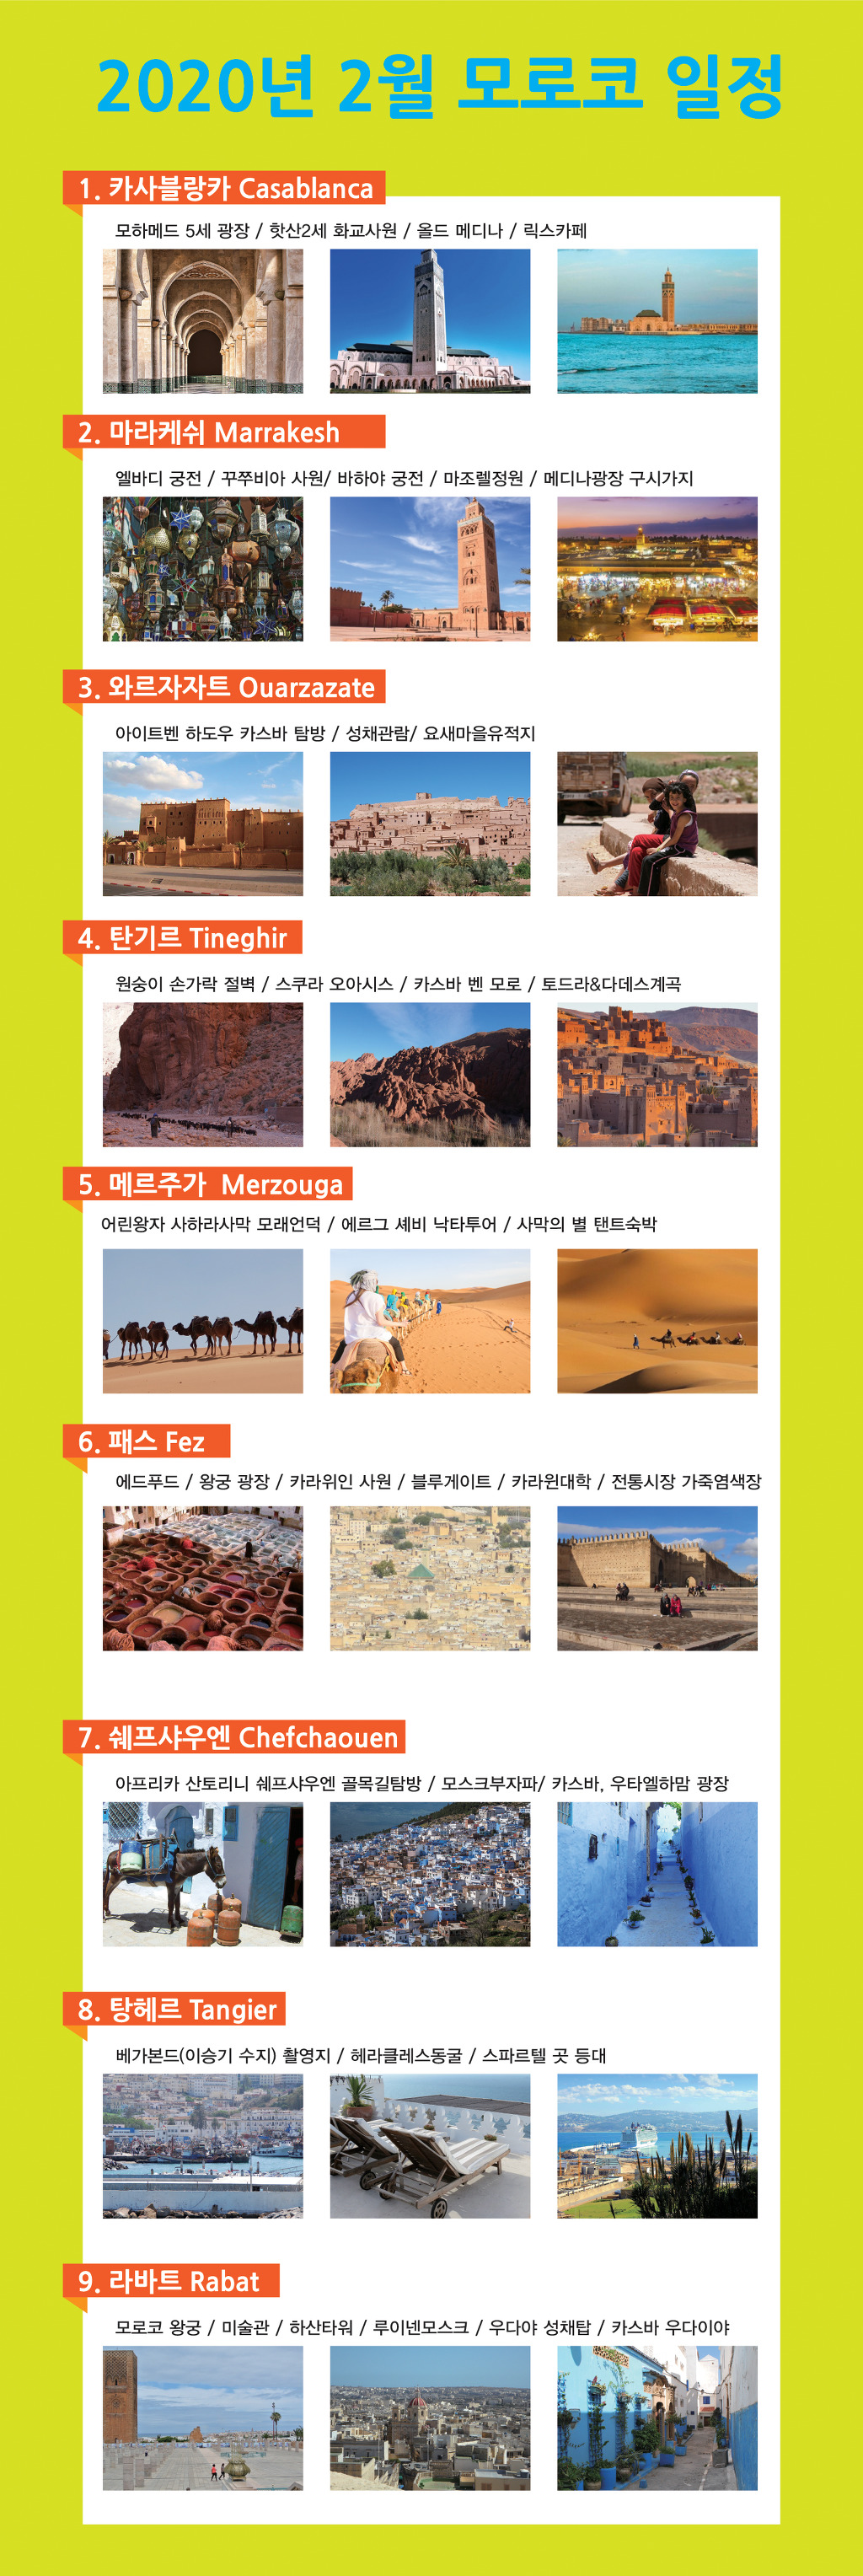 2020년 2월 모로코 일정
1. 카사블랑카 Casablanca
모하메드 5세 광장 / 핫산2세 화교사원 / 올드 메디나 / 릭스카페
2. 마라케쉬 Marrakesh
엘바디 궁전 / 꾸쭈비아 사원/ 바하야 궁전 / 마조렐정원 / 메디나광장 구시가지
3. 와르자자트 Ouarzazate
아이트벤 하도우 카스바 탐방 / 성채관람/ 요새마을유적지
4. 탄기르 Tineghir
원숭이 손가락 절벽 / 스쿠라 오아시스 / 카스바 벤 모로 / 토드라&다데스계곡
5. 메르주가 Merzouga
어린왕자 사하라사막 모래언덕 / 에르그 셰비 낙타투어 / 사막의 별 탠트숙박
6. 패스 Fez
에드푸드 / 왕궁 광장 / 카라위인 사원 / 블루게이트 / 카라윈대학 / 전통시장 가죽염색장
7. 쉐프샤우엔 Chefchaouen
아프리카 산토리니 쉐프샤우엔 골목길탐방 / 모스크부자파/ 카스바, 우타엘하맘 광장
8. 탕헤르 Tangier
베가본드(이승기 수지) 촬영지 / 헤라클레스동굴 / 스파르텔 곳 등대
9. 라바트 Rabat
모로코 왕궁 / 미술관 / 하산타워 / 루이넨모스크 / 우다야 성채탑 / 카스바 우다이야